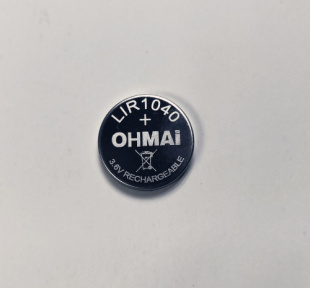 LIR1040
+
OHMAi
3.6V RECHARGEABLE